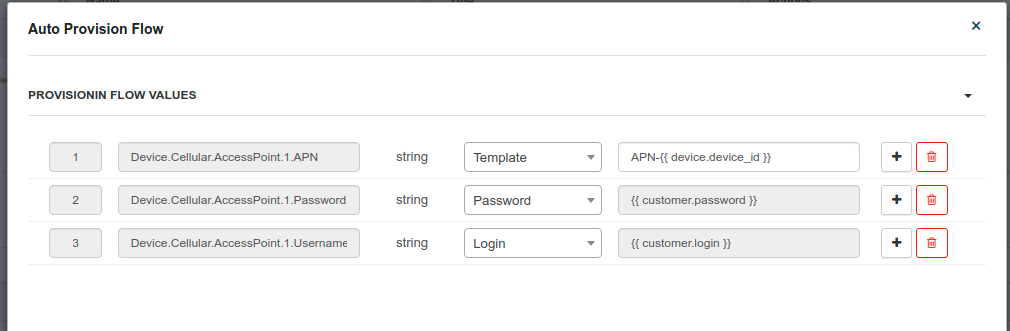 Auto Provision Flow
×
PROVISIONIN FLOW VALUES
1 Device.Cellular.AccessPoint.1.APN string Template APN-{{ device.device_id }}
2 Device.Cellular.AccessPoint.1.Password string Password {{ customer.password }}
3 Device.Cellular.AccessPoint.1.Username string Login {{ customer.login }}